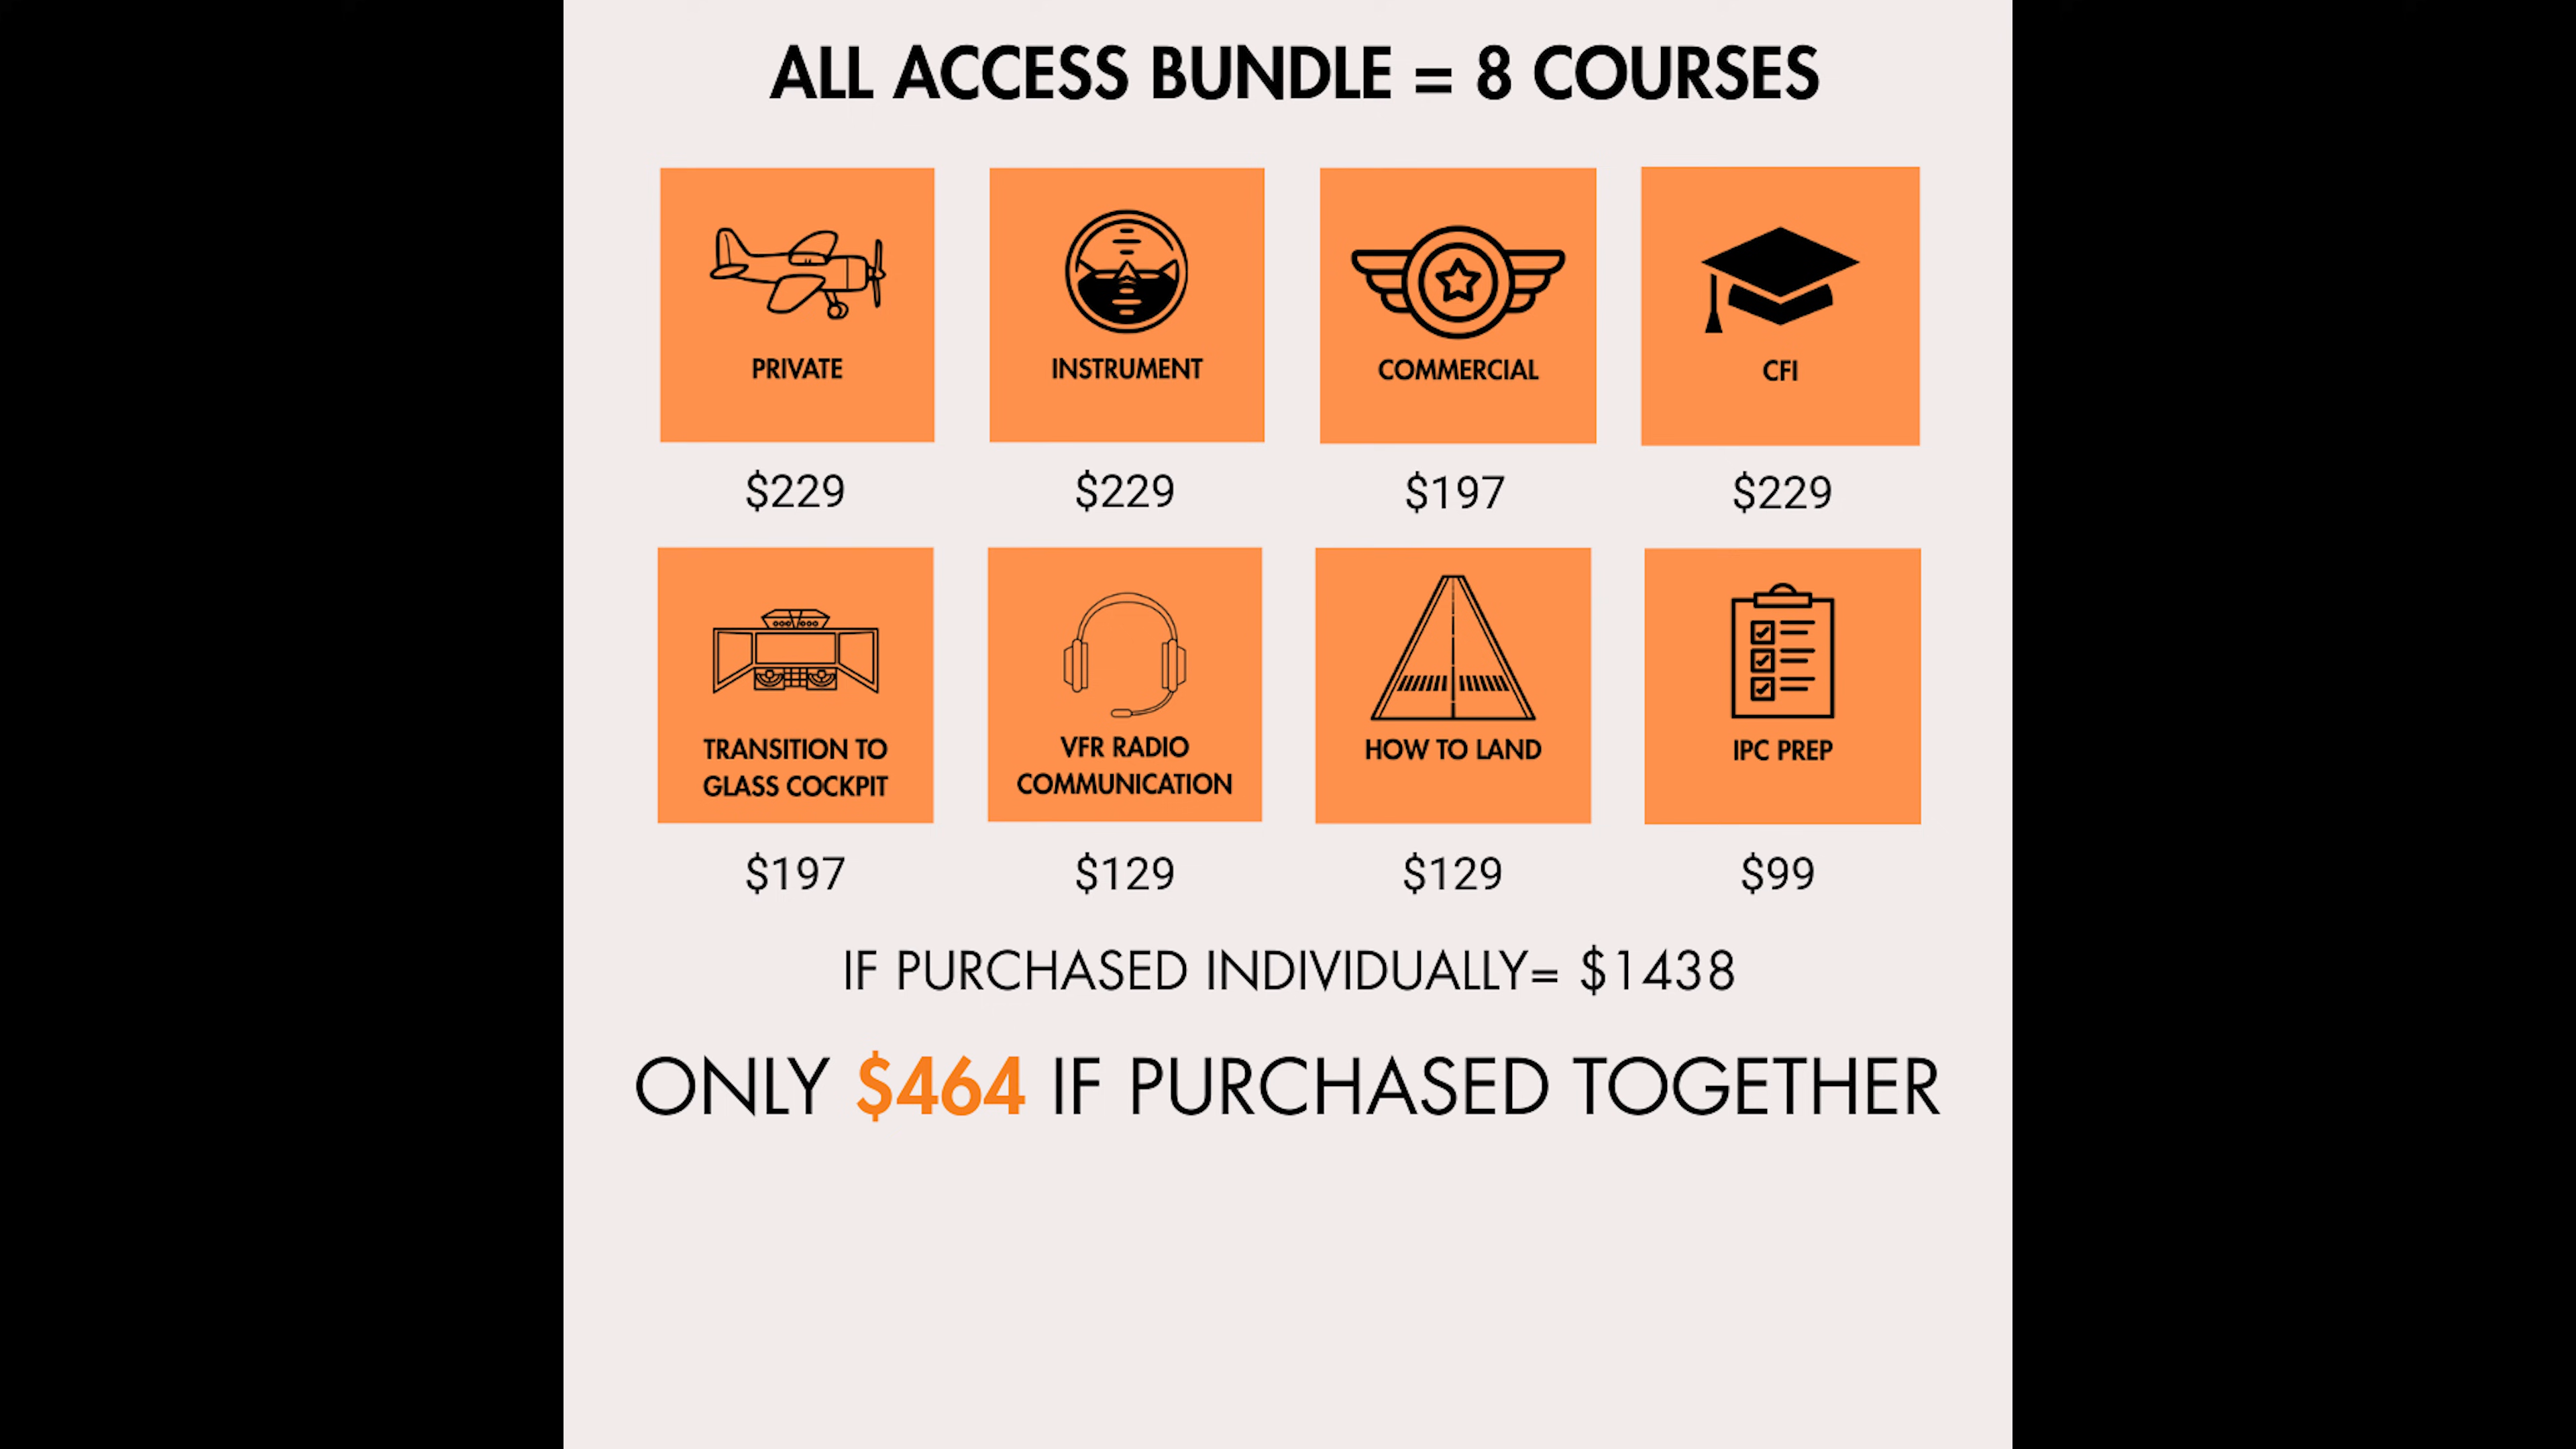 ALL ACCESS BUNDLE = 8 COURSES
PRIVATE
INSTRUMENT
COMMERCIAL
CFI
$229
$229
$197
$229
TRANSITION TO
GLASS COCKPIT
VFR RADIO
COMMUNICATION
HOW TO LAND
IPC PREP
$197
$129
$129
$99
IF PURCHASED INDIVIDUALLY= $1438
ONLY $464 IF PURCHASED TOGETHER